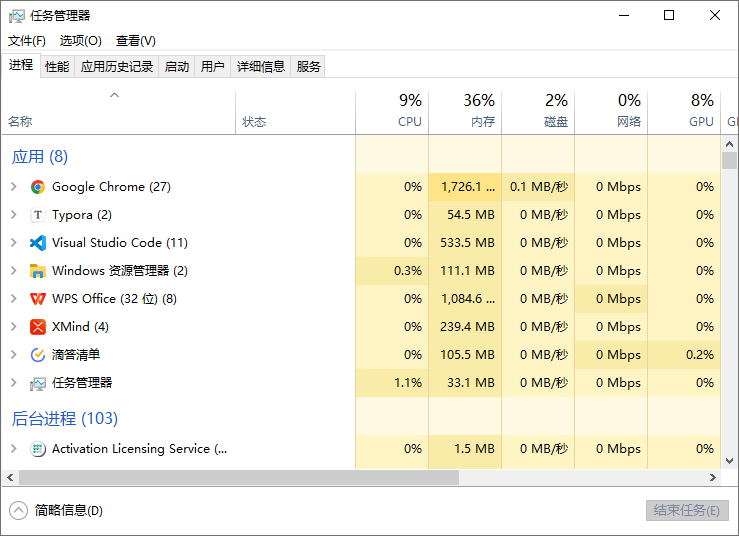 任务管理器
文件(F) 选项(O) 查看(V)
进程 性能 应用历史记录 启动 用户 详细信息 服务
9% 36% 2% 0% 8%
名称 状态 CPU 内存 磁盘 网络 GPU GI
应用 (8)
Google Chrome (27) 0% 1,726.1 ... 0.1 MB/秒 0 Mbps 0%
T Typora (2) 0% 54.5 MB 0 MB/秒 0 Mbps 0%
Visual Studio Code (11) 0% 533.5 MB 0 MB/秒 0 Mbps 0%
Windows 资源管理器 (2) 0.3% 111.1 MB 0 MB/秒 0 Mbps 0%
WPS Office (32 位) (8) 0% 1,084.6 ... 0 MB/秒 0 Mbps 0%
XMind (4) 0% 239.4 MB 0 MB/秒 0 Mbps 0%
滴答清单 0% 105.5 MB 0 MB/秒 0 Mbps 0.2%
任务管理器 1.1% 33.1 MB 0 MB/秒 0 Mbps 0%
后台进程 (103)
Activation Licensing Service (... 0% 1.5 MB 0 MB/秒 0 Mbps 0%
简略信息(D) 结束任务(E)